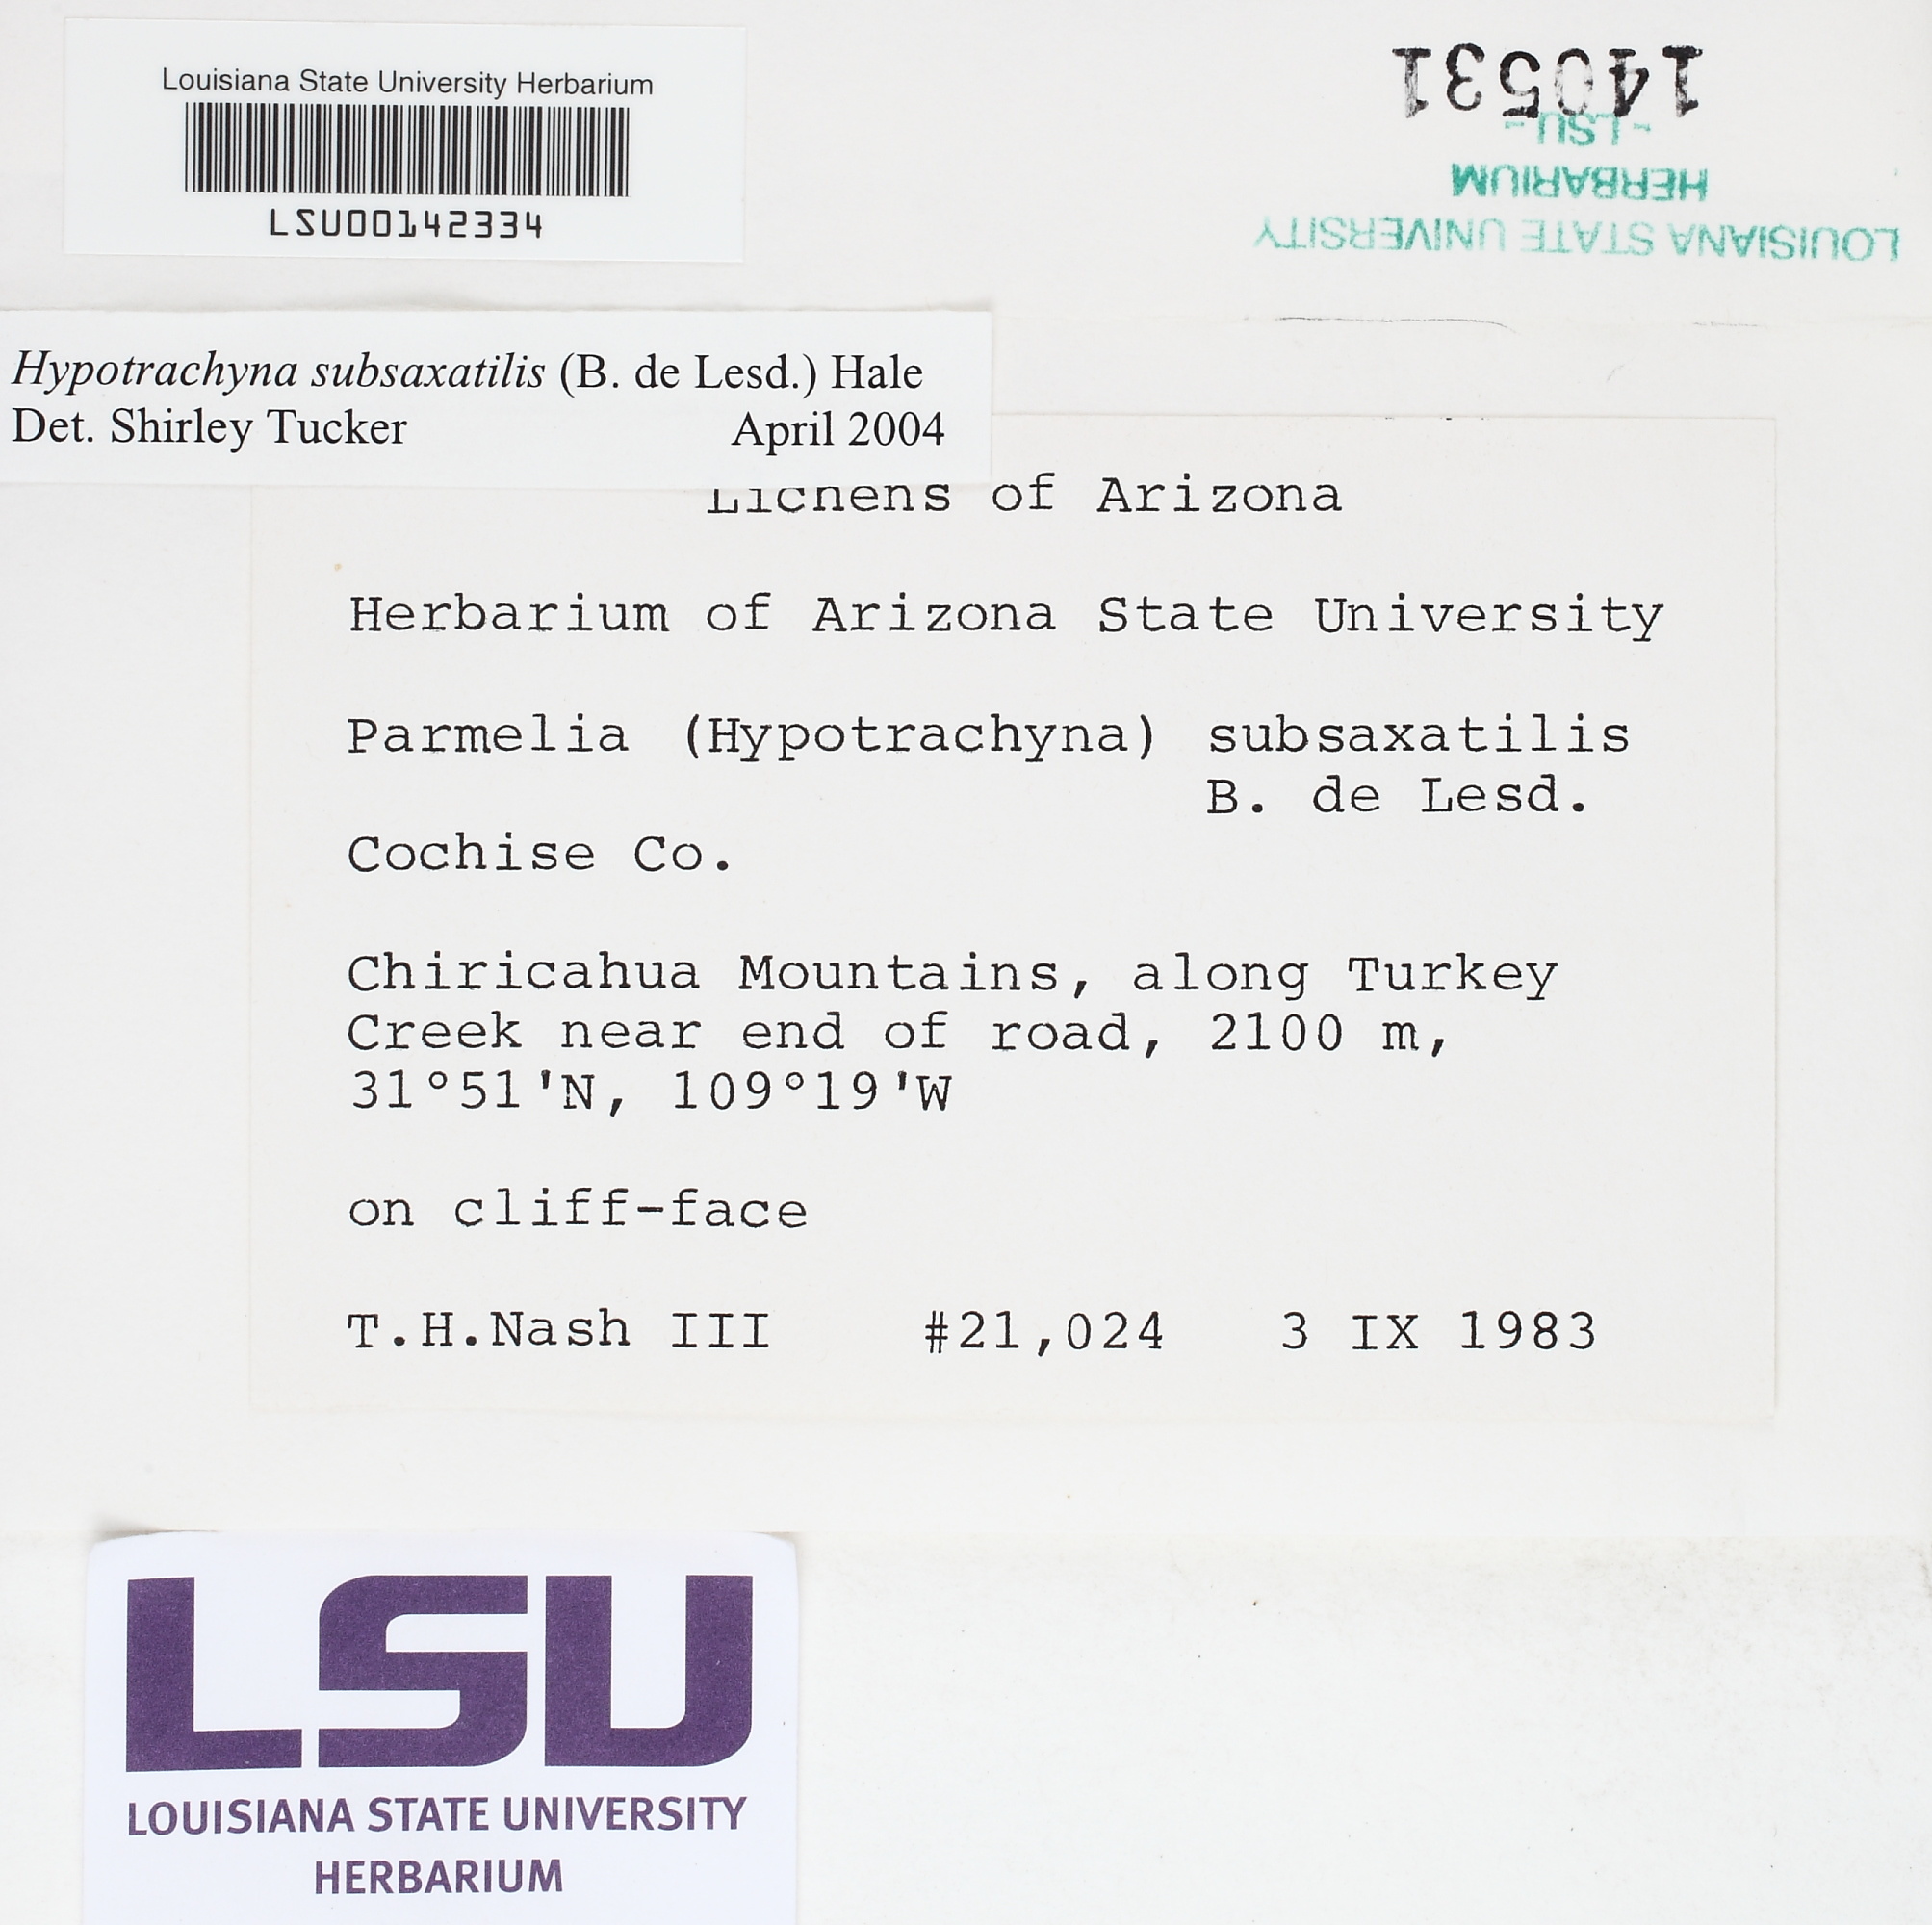 Louisiana State University Herbarium
LSU00142334
140531
- LSU -
HERBARIUM
LOUISIANA STATE UNIVERSITY
Hypotrachyna subsaxatilis (B. de Lesd.) Hale
Det. Shirley Tucker April 2004
Lichens of Arizona
Herbarium of Arizona State University
Parmelia (Hypotrachyna) subsaxatilis
B. de Lesd.
Cochise Co.
Chiricahua Mountains, along Turkey
Creek near end of road, 2100 m,
31°51'N, 109°19'W
on cliff-face
T.H.Nash III #21,024 3 IX 1983
LSU
LOUISIANA STATE UNIVERSITY
HERBARIUM